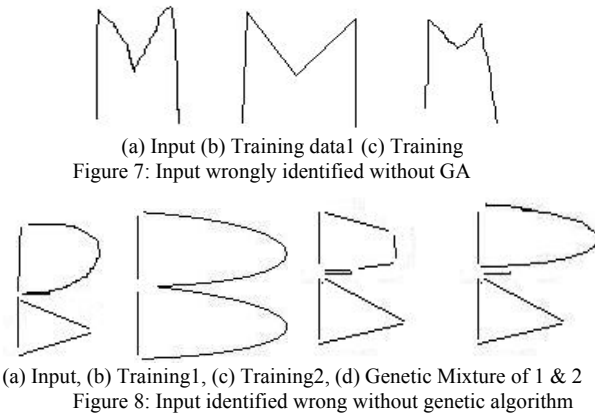 (a) Input (b) Training data1 (c) Training
Figure 7: Input wrongly identified without GA
(a) Input, (b) Training1, (c) Training2, (d) Genetic Mixture of 1 & 2
Figure 8: Input identified wrong without genetic algorithm